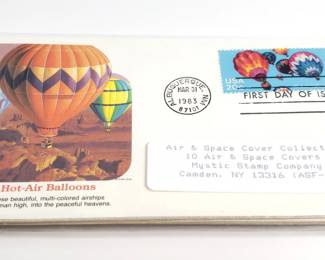 ALBUQUERQUE, NM
MAR 31
1983
87101
USA
20c
FIRST DAY OF IS
Hot-Air Balloons
se beautiful, multi-colored airships
man high, into the peaceful heavens.
Air & Space Cover Collect
10 Air & Space Covers
Mystic Stamp Company
Camden, NY 13316 (ASF-